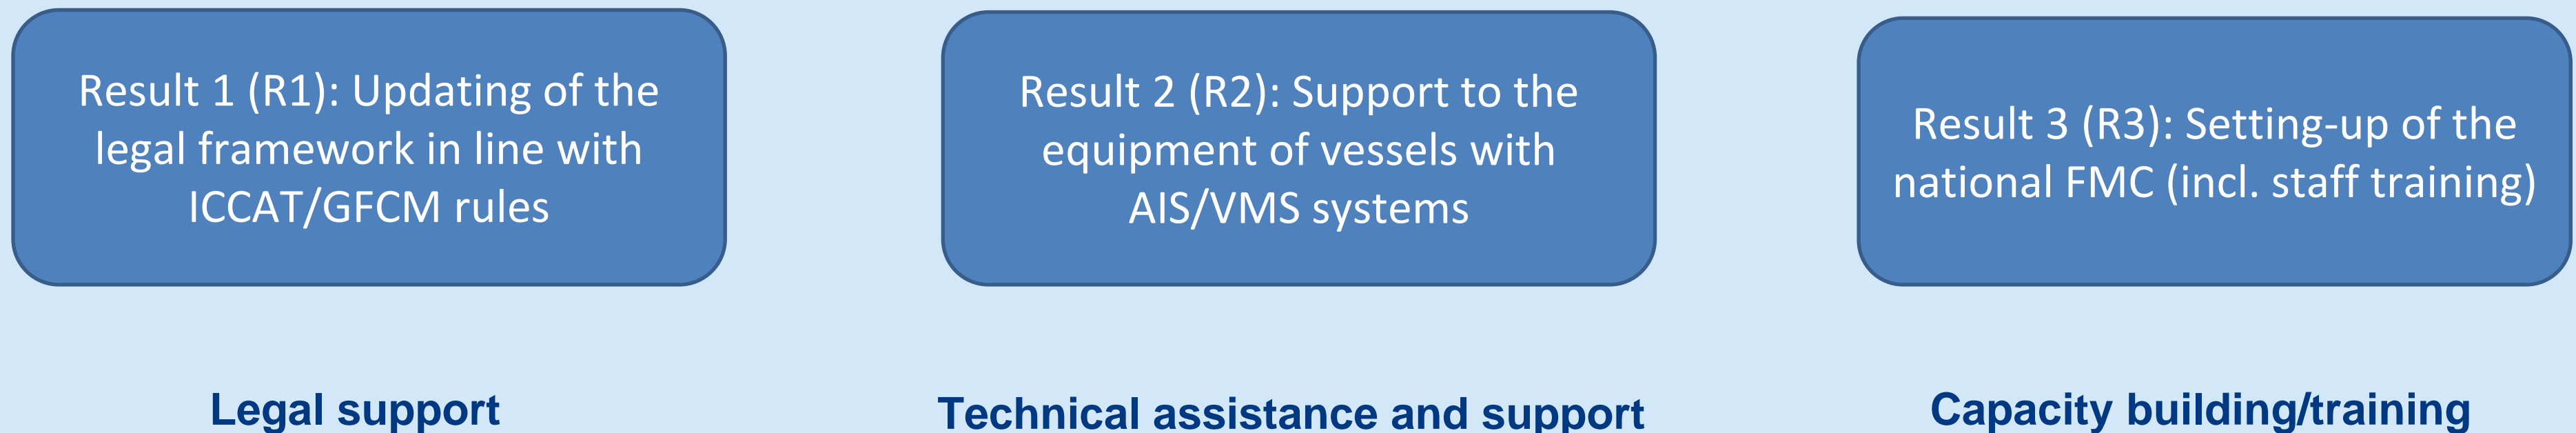 Result 1 (R1): Updating of the
legal framework in line with
ICCAT/GFCM rules
Result 2 (R2): Support to the
equipment of vessels with
AIS/VMS systems
Result 3 (R3): Setting-up of the
national FMC (incl. staff training)
Legal support
Technical assistance and support
Capacity building/training